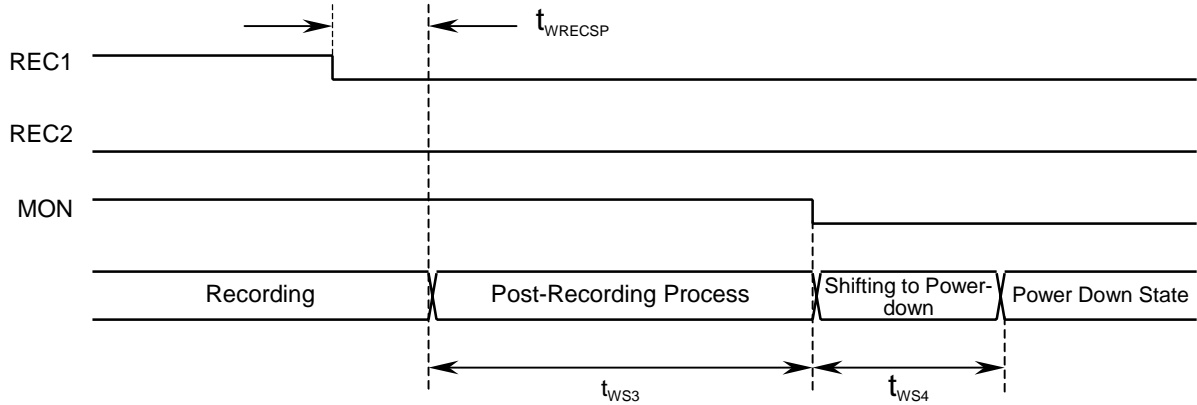 tWRECSP
REC1
REC2
MON
Recording
Post-Recording Process
Shifting to Power-
down
Power Down State
tWS3
tWS4